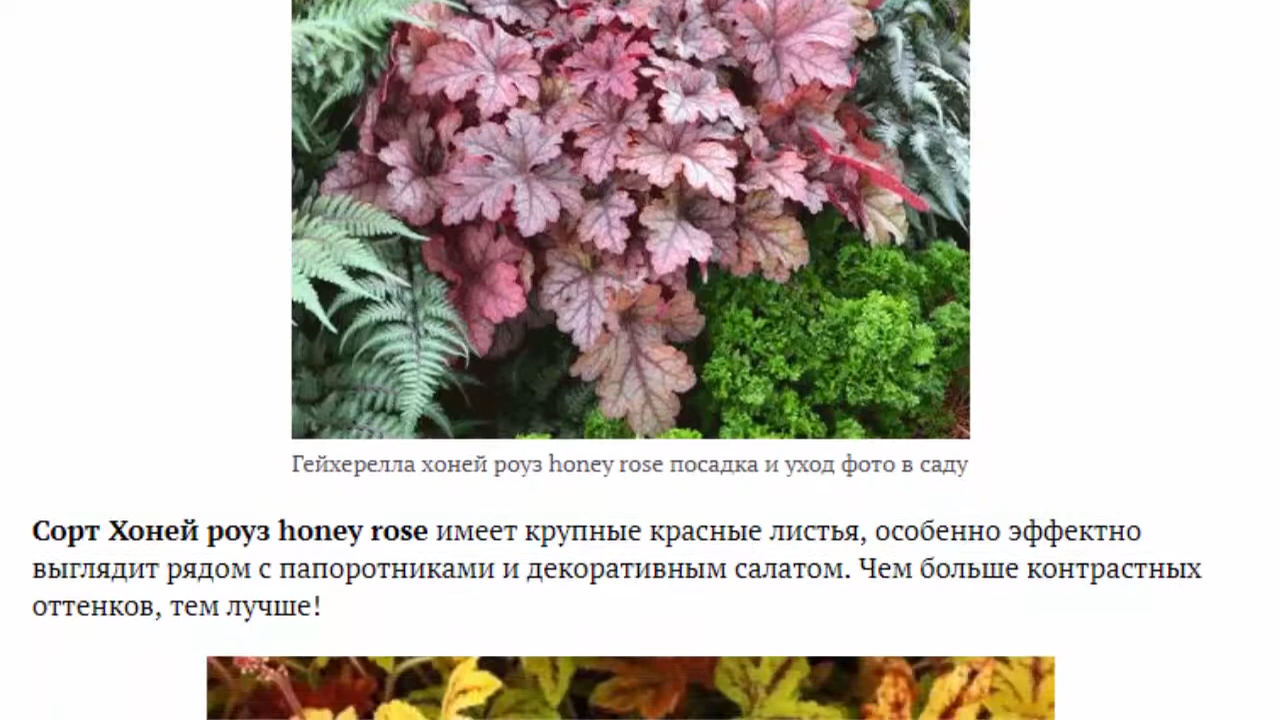 Гейхерелла хоней роуз honey rose посадка и уход фото в саду
Сорт Хоней роуз honey rose имеет крупные красные листья, особенно эффектно
выглядит рядом с папоротниками и декоративным салатом. Чем больше контрастных
оттенков, тем лучше!